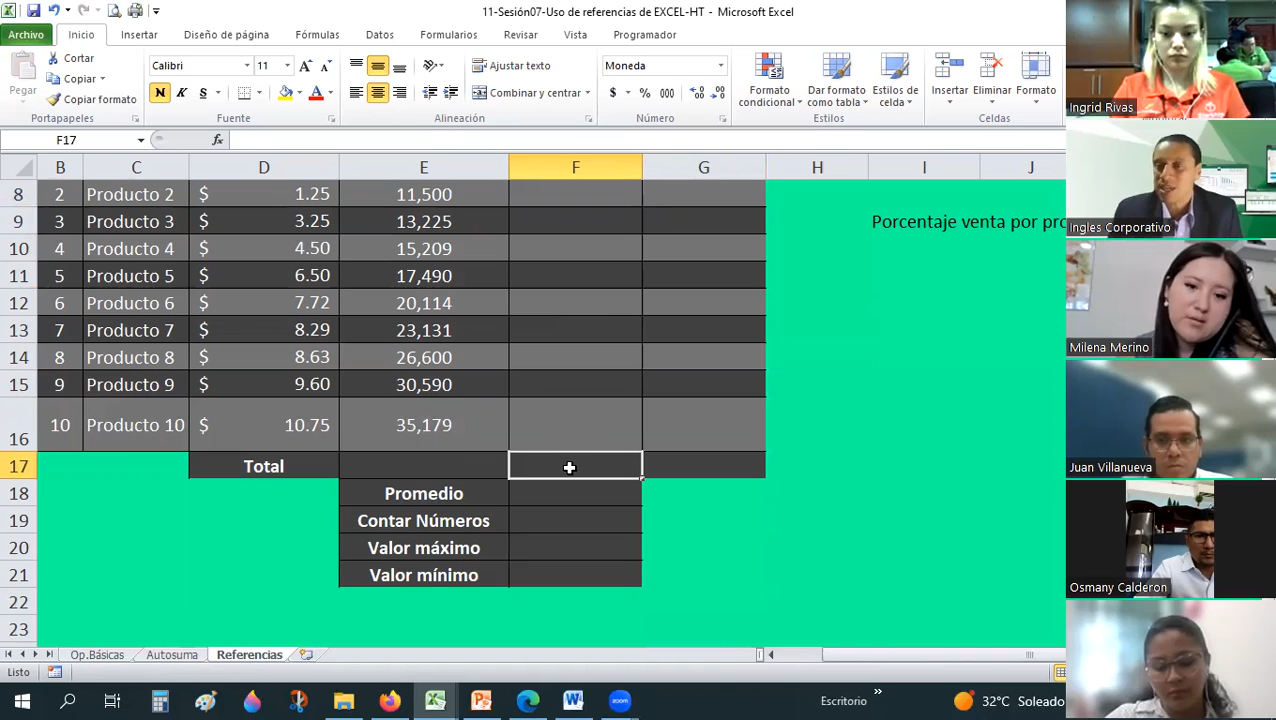 11-Sesión07-Uso de referencias de EXCEL-HT - Microsoft Excel
Archivo Inicio Insertar Diseño de página Fórmulas Datos Formularios Revisar Vista Programador
Pegar
Cortar
Copiar
Copiar formato
Portapapeles
Calibri 11
N K S
Fuente
Ajustar texto
Combinar y centrar
Alineación
Moneda
$ % 000
Número
Formato condicional
Dar formato como tabla
Estilos de celda
Estilos
Insertar
Eliminar
Formato
Celdas
F17 fx
B C D E F G H I J
8 2 Producto 2 $ 1.25 11,500
9 3 Producto 3 $ 3.25 13,225 Porcentaje venta por pro
10 4 Producto 4 $ 4.50 15,209
11 5 Producto 5 $ 6.50 17,490
12 6 Producto 6 $ 7.72 20,114
13 7 Producto 7 $ 8.29 23,131
14 8 Producto 8 $ 8.63 26,600
15 9 Producto 9 $ 9.60 30,590
16 10 Producto 10 $ 10.75 35,179
17 Total
18 Promedio
19 Contar Números
20 Valor máximo
21 Valor mínimo
22
23
Op.Básicas Autosuma Referencias
Listo
Escritorio
32°C Soleado
Ingrid Rivas
Ingles Corporativo
Milena Merino
Juan Villanueva
Osmany Calderon